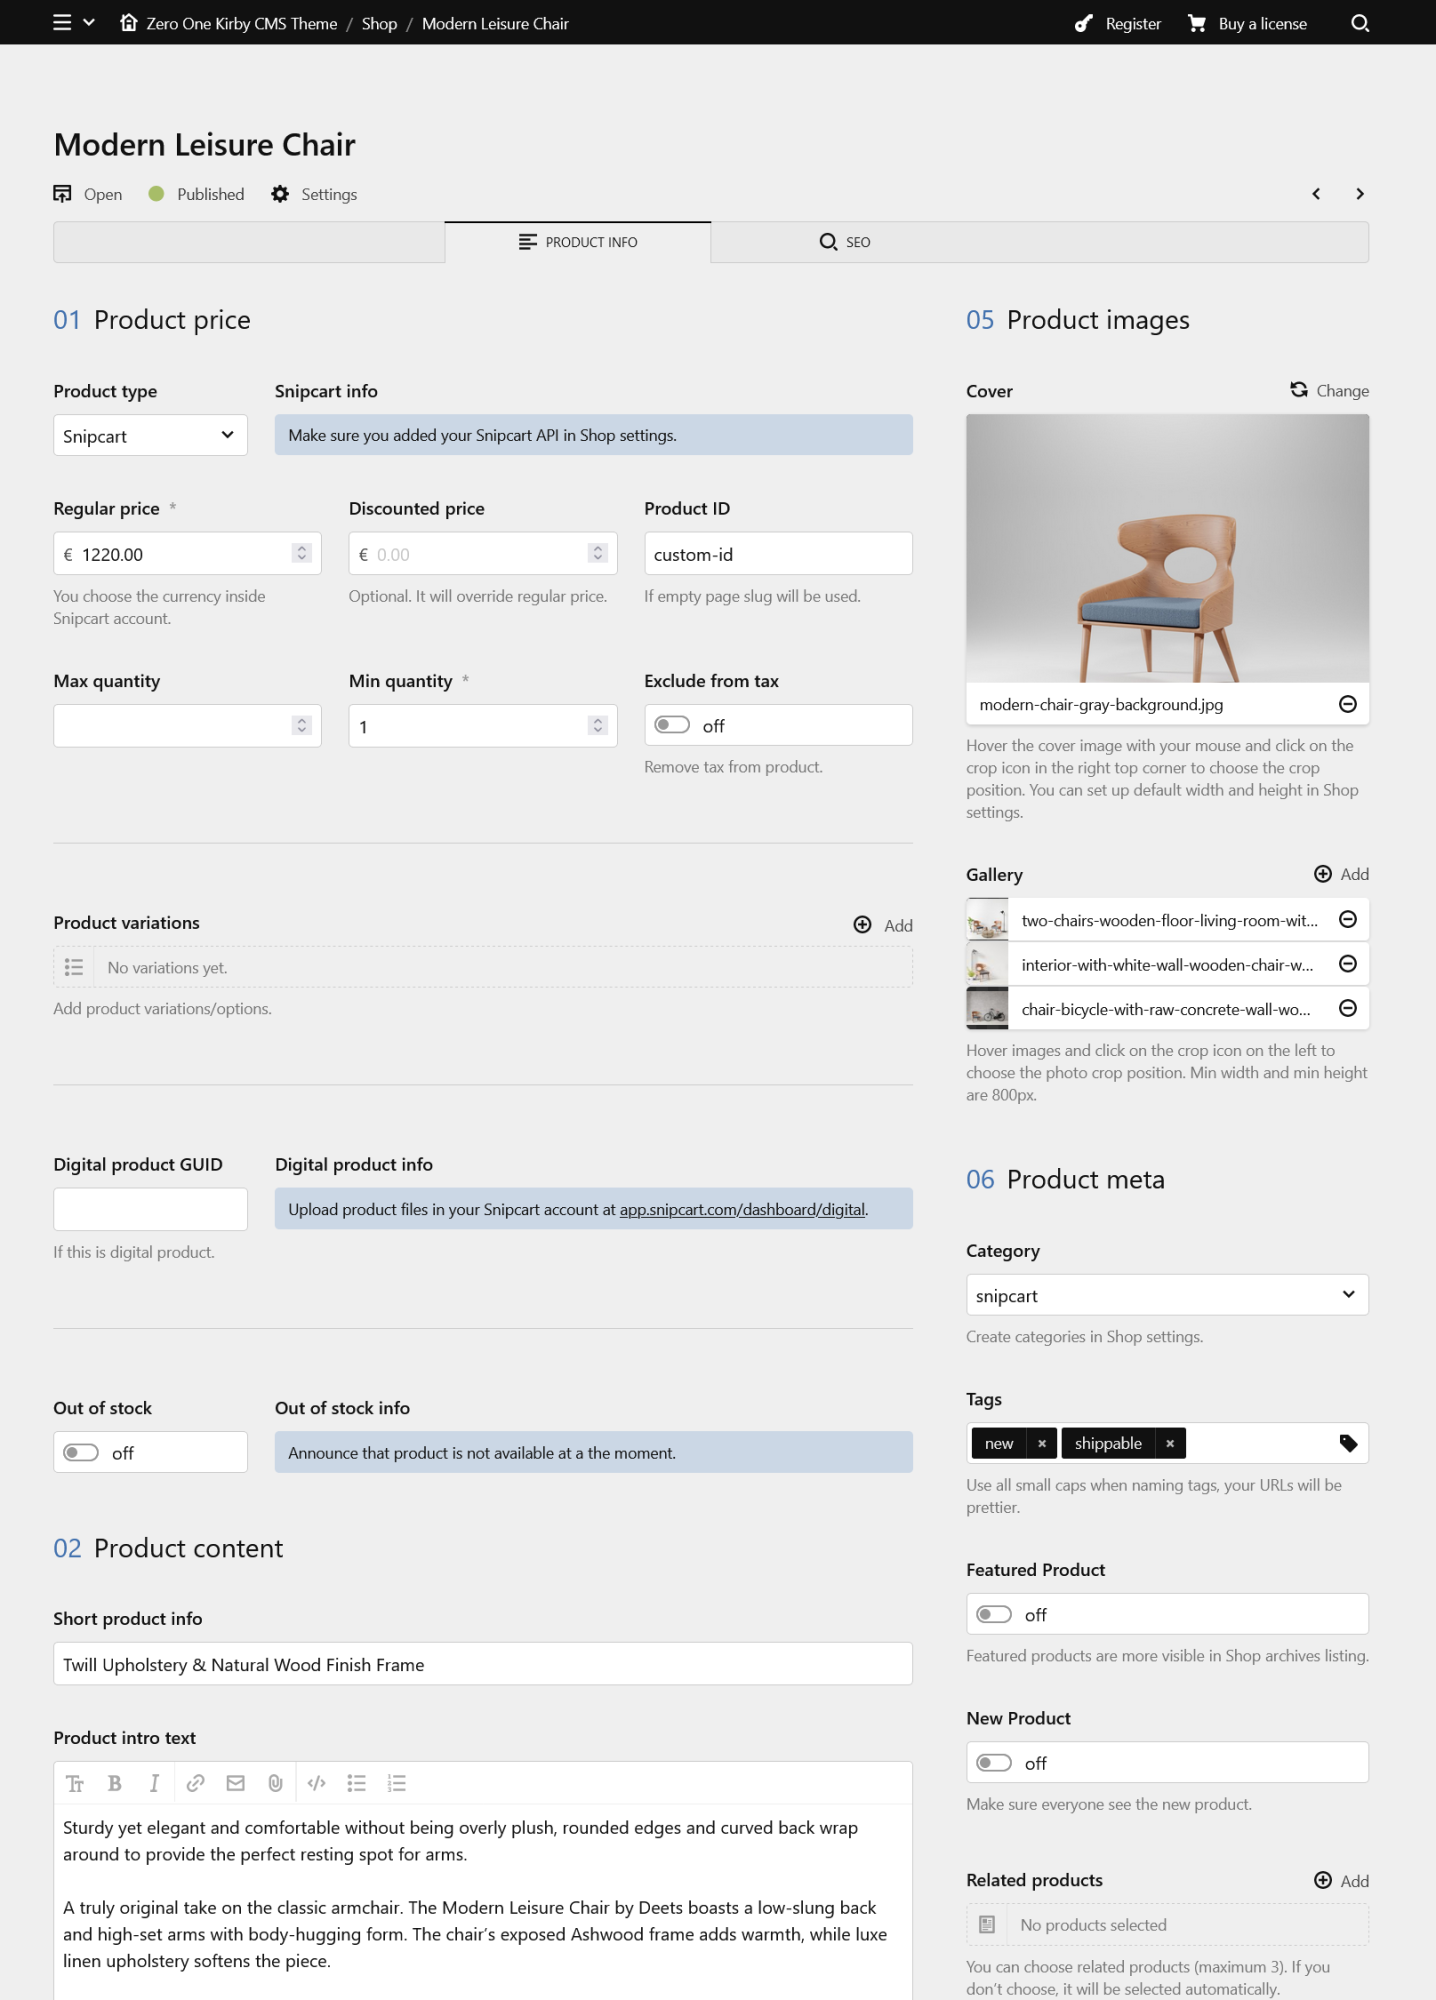 Zero One Kirby CMS Theme / Shop / Modern Leisure Chair
Register
Buy a license
Modern Leisure Chair
Open
Published
Settings
PRODUCT INFO
SEO
01 Product price
Product type
Snipcart
Snipcart info
Make sure you added your Snipcart API in Shop settings.
Regular price *
€ 1220.00
You choose the currency inside
Snipcart account.
Discounted price
€ 0.00
Optional. It will override regular price.
Product ID
custom-id
If empty page slug will be used.
Max quantity
Min quantity *
1
Exclude from tax
off
Remove tax from product.
Product variations
Add
No variations yet.
Add product variations/options.
Digital product GUID
If this is digital product.
Digital product info
Upload product files in your Snipcart account at app.snipcart.com/dashboard/digital.
Out of stock
off
Out of stock info
Announce that product is not available at a the moment.
02 Product content
Short product info
Twill Upholstery & Natural Wood Finish Frame
Product intro text
Sturdy yet elegant and comfortable without being overly plush, rounded edges and curved back wrap
around to provide the perfect resting spot for arms.
A truly original take on the classic armchair. The Modern Leisure Chair by Deets boasts a low-slung back
and high-set arms with body-hugging form. The chair's exposed Ashwood frame adds warmth, while luxe
linen upholstery softens the piece.
05 Product images
Cover
Change
modern-chair-gray-background.jpg
Hover the cover image with your mouse and click on the
crop icon in the right top corner to choose the crop
position. You can set up default width and height in Shop
settings.
Gallery
Add
two-chairs-wooden-floor-living-room-wit...
interior-with-white-wall-wooden-chair-w...
chair-bicycle-with-raw-concrete-wall-wo...
Hover images and click on the crop icon on the left to
choose the photo crop position. Min width and min height
are 800px.
06 Product meta
Category
snipcart
Create categories in Shop settings.
Tags
new ×
shippable ×
Use all small caps when naming tags, your URLs will be
prettier.
Featured Product
off
Featured products are more visible in Shop archives listing.
New Product
off
Make sure everyone see the new product.
Related products
Add
No products selected
You can choose related products (maximum 3). If you
don't choose, it will be selected automatically.